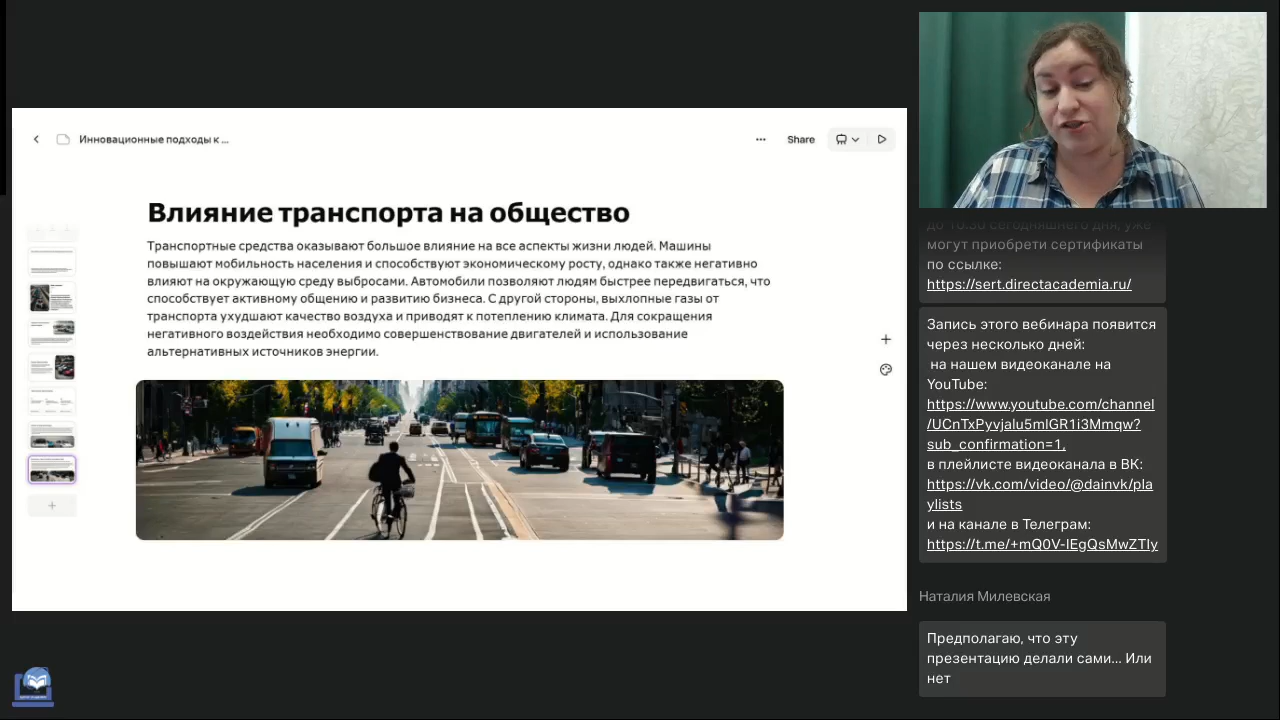 Инновационные подходы к ...
Share
Влияние транспорта на общество
Транспортные средства оказывают большое влияние на все аспекты жизни людей. Машины
повышают мобильность населения и способствуют экономическому росту, однако также негативно
влияют на окружающую среду выбросами. Автомобили позволяют людям быстрее передвигаться, что
способствует активному общению и развитию бизнеса. С другой стороны, выхлопные газы от
транспорта ухудшают качество воздуха и приводят к потеплению климата. Для сокращения
негативного воздействия необходимо совершенствование двигателей и использование
альтернативных источников энергии.
до 10:30 сегодняшнего дня, уже
могут приобрети сертификаты
по ссылке:
https://sert.directacademia.ru/
Запись этого вебинара появится
через несколько дней:
на нашем видеоканале на
YouTube:
https://www.youtube.com/channel
/UCnTxPyvjalu5mlGR1i3Mmqw?
sub_confirmation=1,
в плейлисте видеоканала в ВК:
https://vk.com/video/@dainvk/pla
ylists
и на канале в Телеграм:
https://t.me/+mQ0V-lEgQsMwZTIy
Наталия Милевская
Предполагаю, что эту
презентацию делали сами... Или
нет